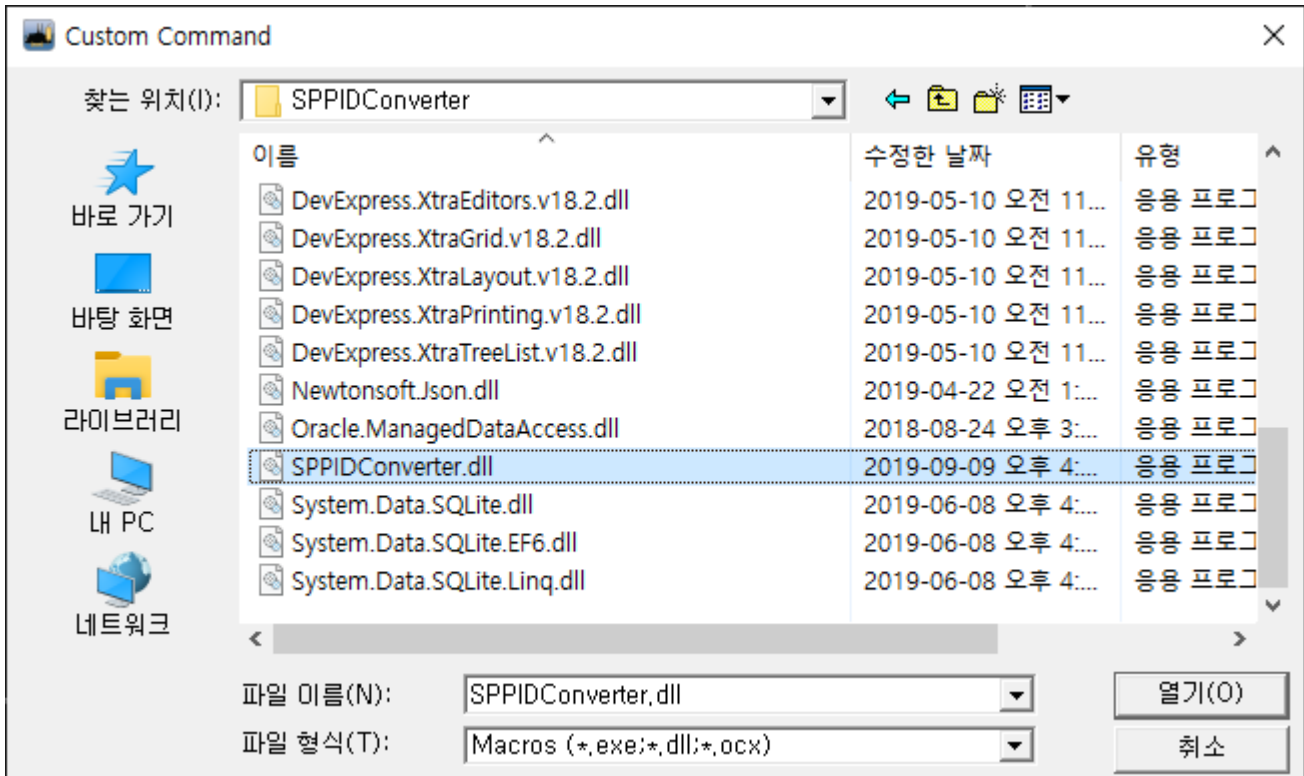 Custom Command
찾는 위치(I): SPPIDConverter
이름 수정한 날짜 유형
DevExpress.XtraEditors.v18.2.dll 2019-05-10 오전 11... 응용 프로그
DevExpress.XtraGrid.v18.2.dll 2019-05-10 오전 11... 응용 프로그
DevExpress.XtraLayout.v18.2.dll 2019-05-10 오전 11... 응용 프로그
DevExpress.XtraPrinting.v18.2.dll 2019-05-10 오전 11... 응용 프로그
DevExpress.XtraTreeList.v18.2.dll 2019-05-10 오전 11... 응용 프로그
Newtonsoft.Json.dll 2019-04-22 오전 1:... 응용 프로그
Oracle.ManagedDataAccess.dll 2018-08-24 오후 3:... 응용 프로그
SPPIDConverter.dll 2019-09-09 오후 4:... 응용 프로그
System.Data.SQLite.dll 2019-06-08 오후 4:... 응용 프로그
System.Data.SQLite.EF6.dll 2019-06-08 오후 4:... 응용 프로그
System.Data.SQLite.Linq.dll 2019-06-08 오후 4:... 응용 프로그
바로 가기
바탕 화면
라이브러리
내 PC
네트워크
파일 이름(N): SPPIDConverter.dll 열기(O)
파일 형식(T): Macros (*.exe;*.dll;*.ocx) 취소